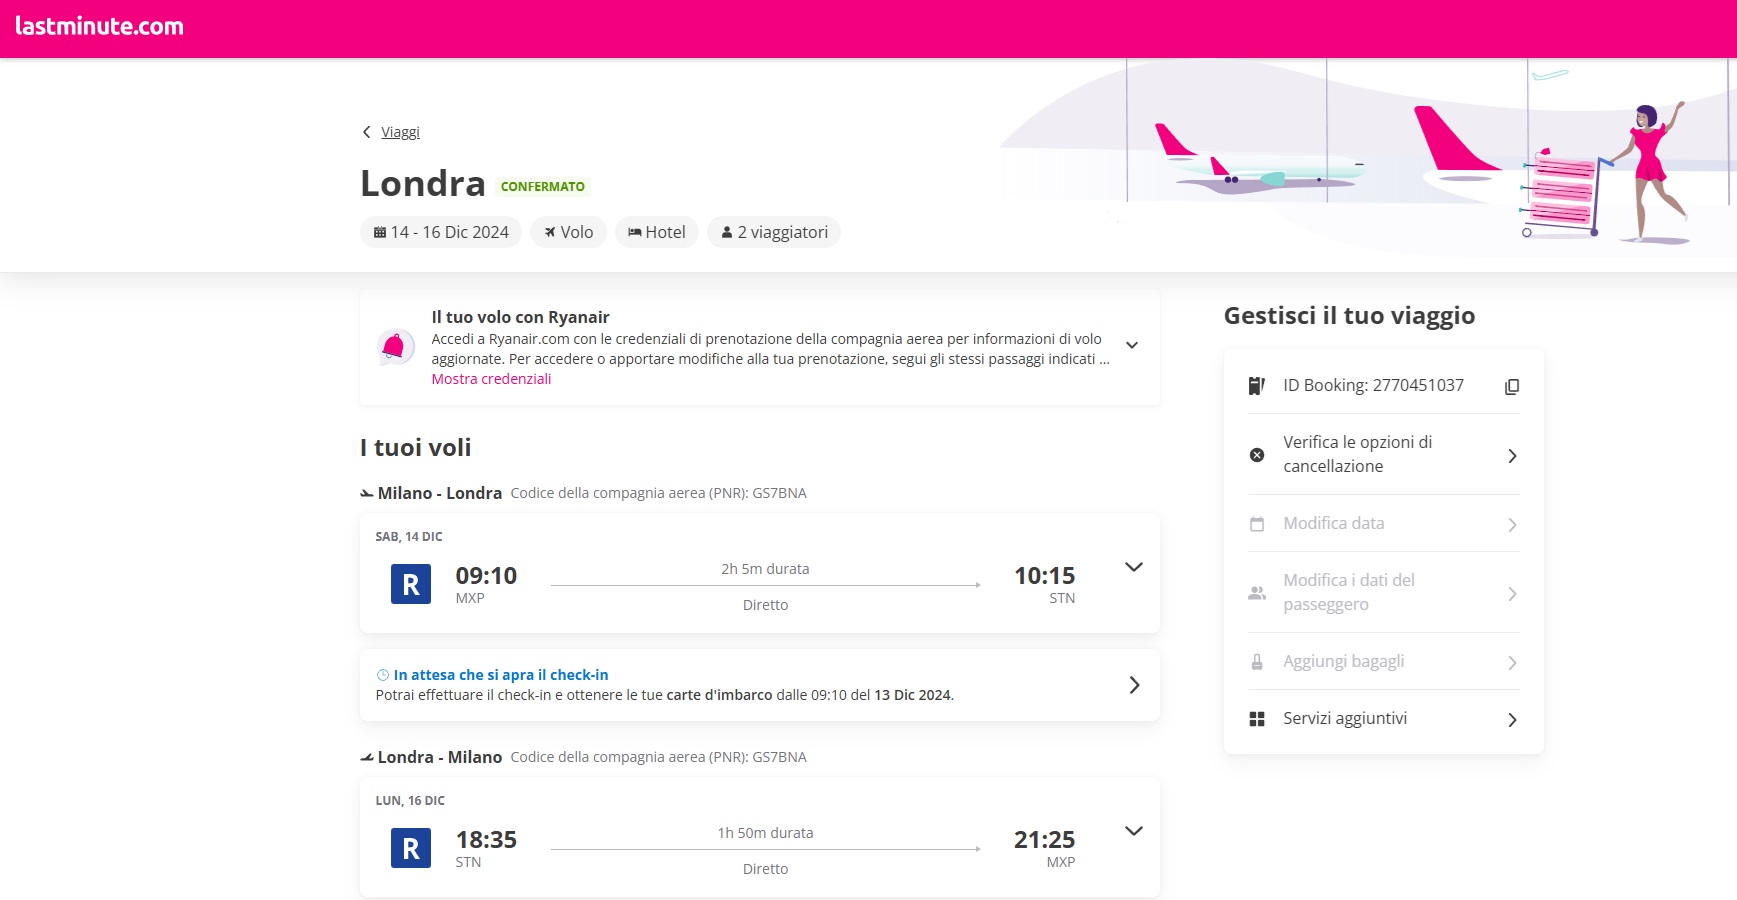 lastminute.com
Viaggi
Londra CONFERMATO
14 - 16 Dic 2024 Volo Hotel 2 viaggiatori
Il tuo volo con Ryanair
Accedi a Ryanair.com con le credenziali di prenotazione della compagnia aerea per informazioni di volo
aggiornate. Per accedere o apportare modifiche alla tua prenotazione, segui gli stessi passaggi indicati ...
Mostra credenziali
I tuoi voli
Milano - Londra Codice della compagnia aerea (PNR): GS7BNA
SAB, 14 DIC
R
09:10
MXP
2h 5m durata
Diretto
10:15
STN
In attesa che si apra il check-in
Potrai effettuare il check-in e ottenere le tue carte d'imbarco dalle 09:10 del 13 Dic 2024.
Londra - Milano Codice della compagnia aerea (PNR): GS7BNA
LUN, 16 DIC
R
18:35
STN
1h 50m durata
Diretto
21:25
MXP
Gestisci il tuo viaggio
ID Booking: 2770451037
Verifica le opzioni di
cancellazione
Modifica data
Modifica i dati del
passeggero
Aggiungi bagagli
Servizi aggiuntivi